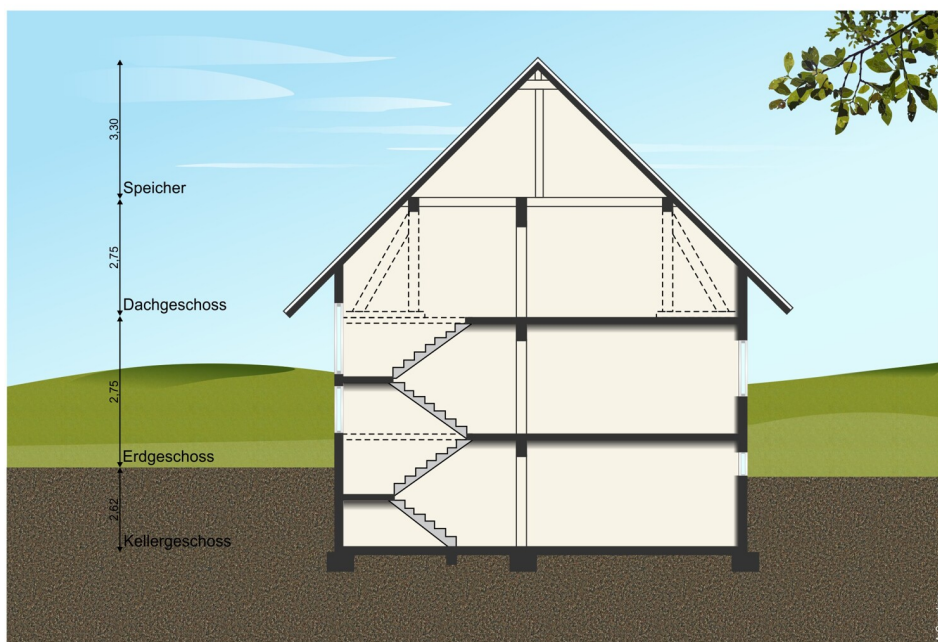 3,30
Speicher
2,75
Dachgeschoss
2,75
Erdgeschoss
2,62
Kellergeschoss